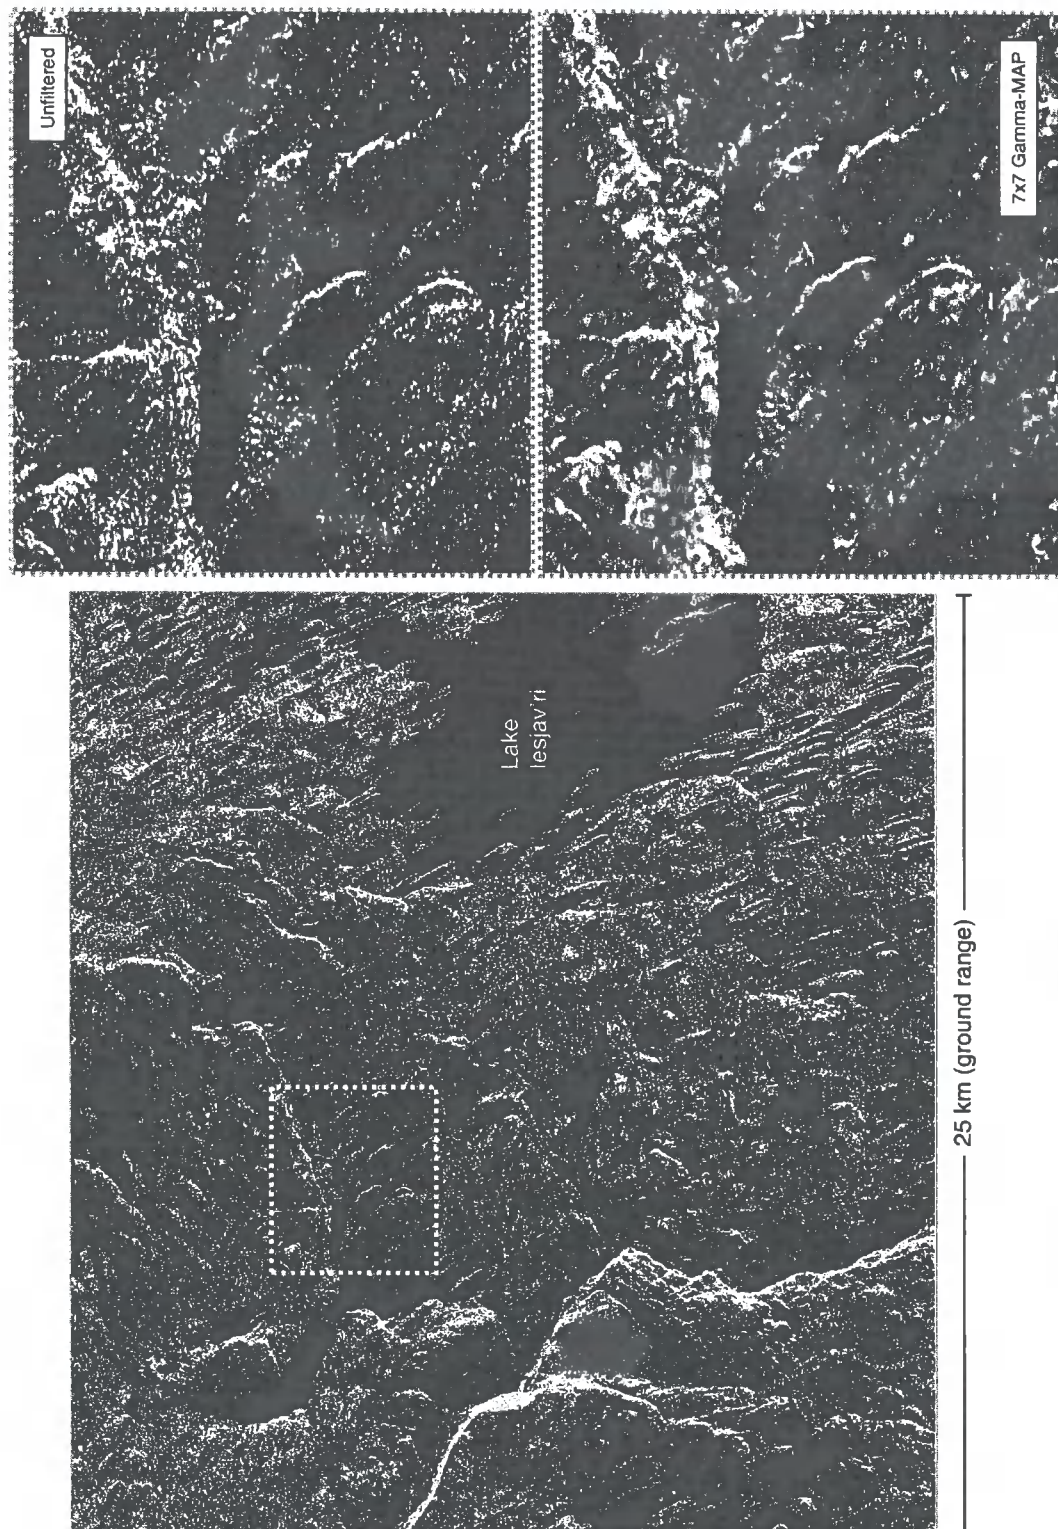 Unfiltered
7x7 Gamma-MAP
Lake
Iesjav'ri
25 km (ground range)